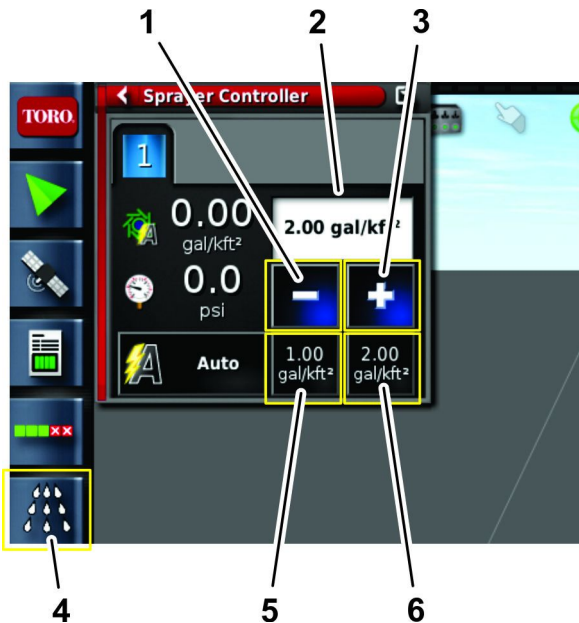 1 2 3
TORO.
Sprayer Controller
1
0.00
gal/kft²
2.00 gal/kft²
0.0
psi
A Auto
1.00
gal/kft²
2.00
gal/kft²
4 5 6